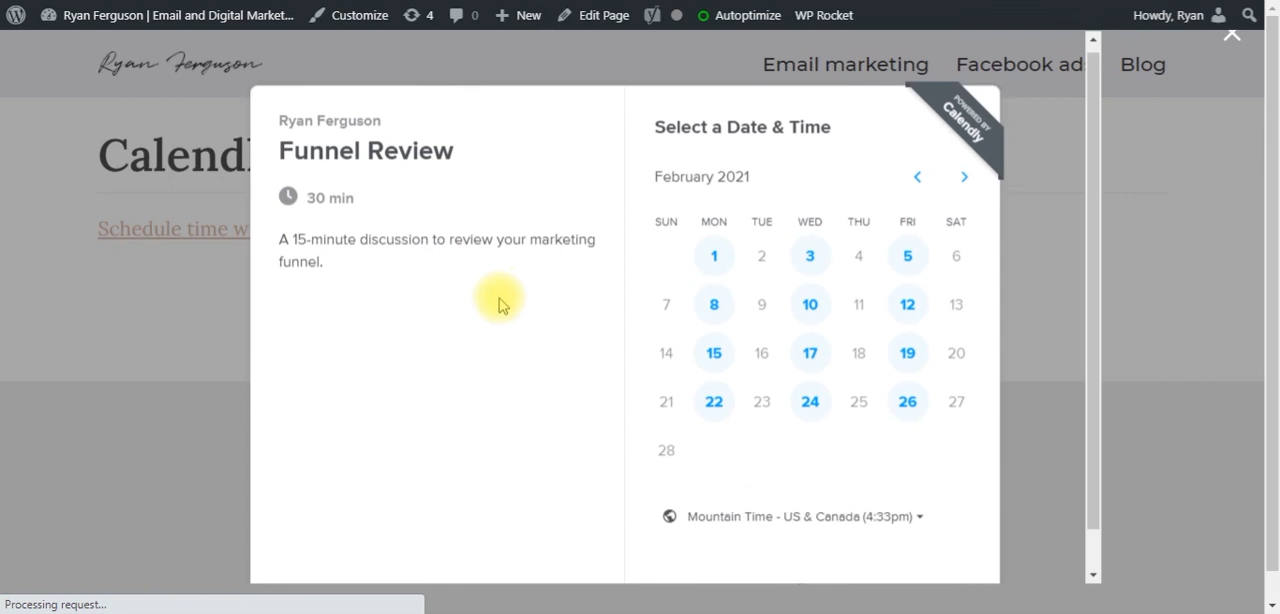 Ryan Ferguson | Email and Digital Market... Customize 4 0 New Edit Page Autoptimize WP Rocket Howdy, Ryan
Ryan Ferguson
Email marketing Facebook ad Blog
Calendl
Schedule time w
Ryan Ferguson
Funnel Review
30 min
A 15-minute discussion to review your marketing
funnel.
POWERED BY
Calendly
Select a Date & Time
February 2021
SUN MON TUE WED THU FRI SAT
1 2 3 4 5 6
7 8 9 10 11 12 13
14 15 16 17 18 19 20
21 22 23 24 25 26 27
28
Mountain Time - US & Canada (4:33pm)
Processing request...